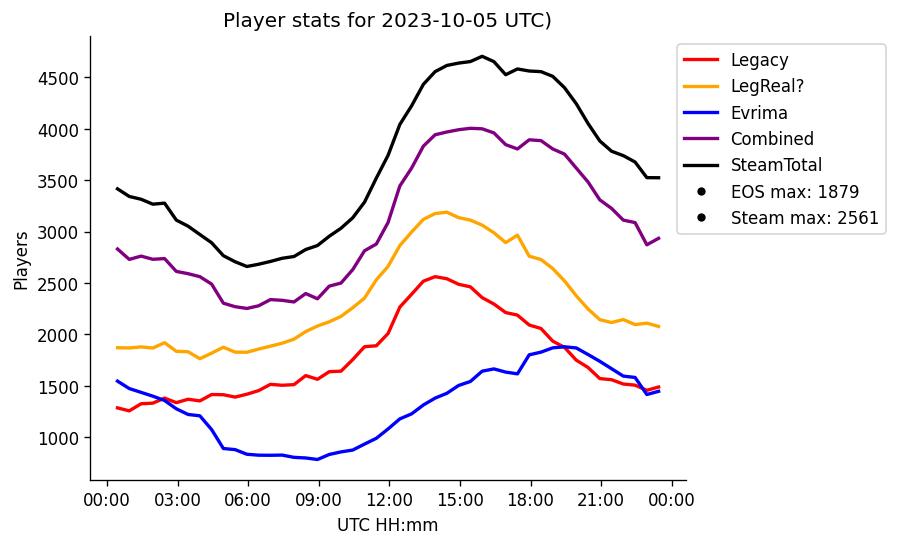 Player stats for 2023-10-05 UTC)
Legacy
LegReal?
Evrima
Combined
SteamTotal
EOS max: 1879
Steam max: 2561
Players
4500
4000
3500
3000
2500
2000
1500
1000
00:00 03:00 06:00 09:00 12:00 15:00 18:00 21:00 00:00
UTC HH:mm